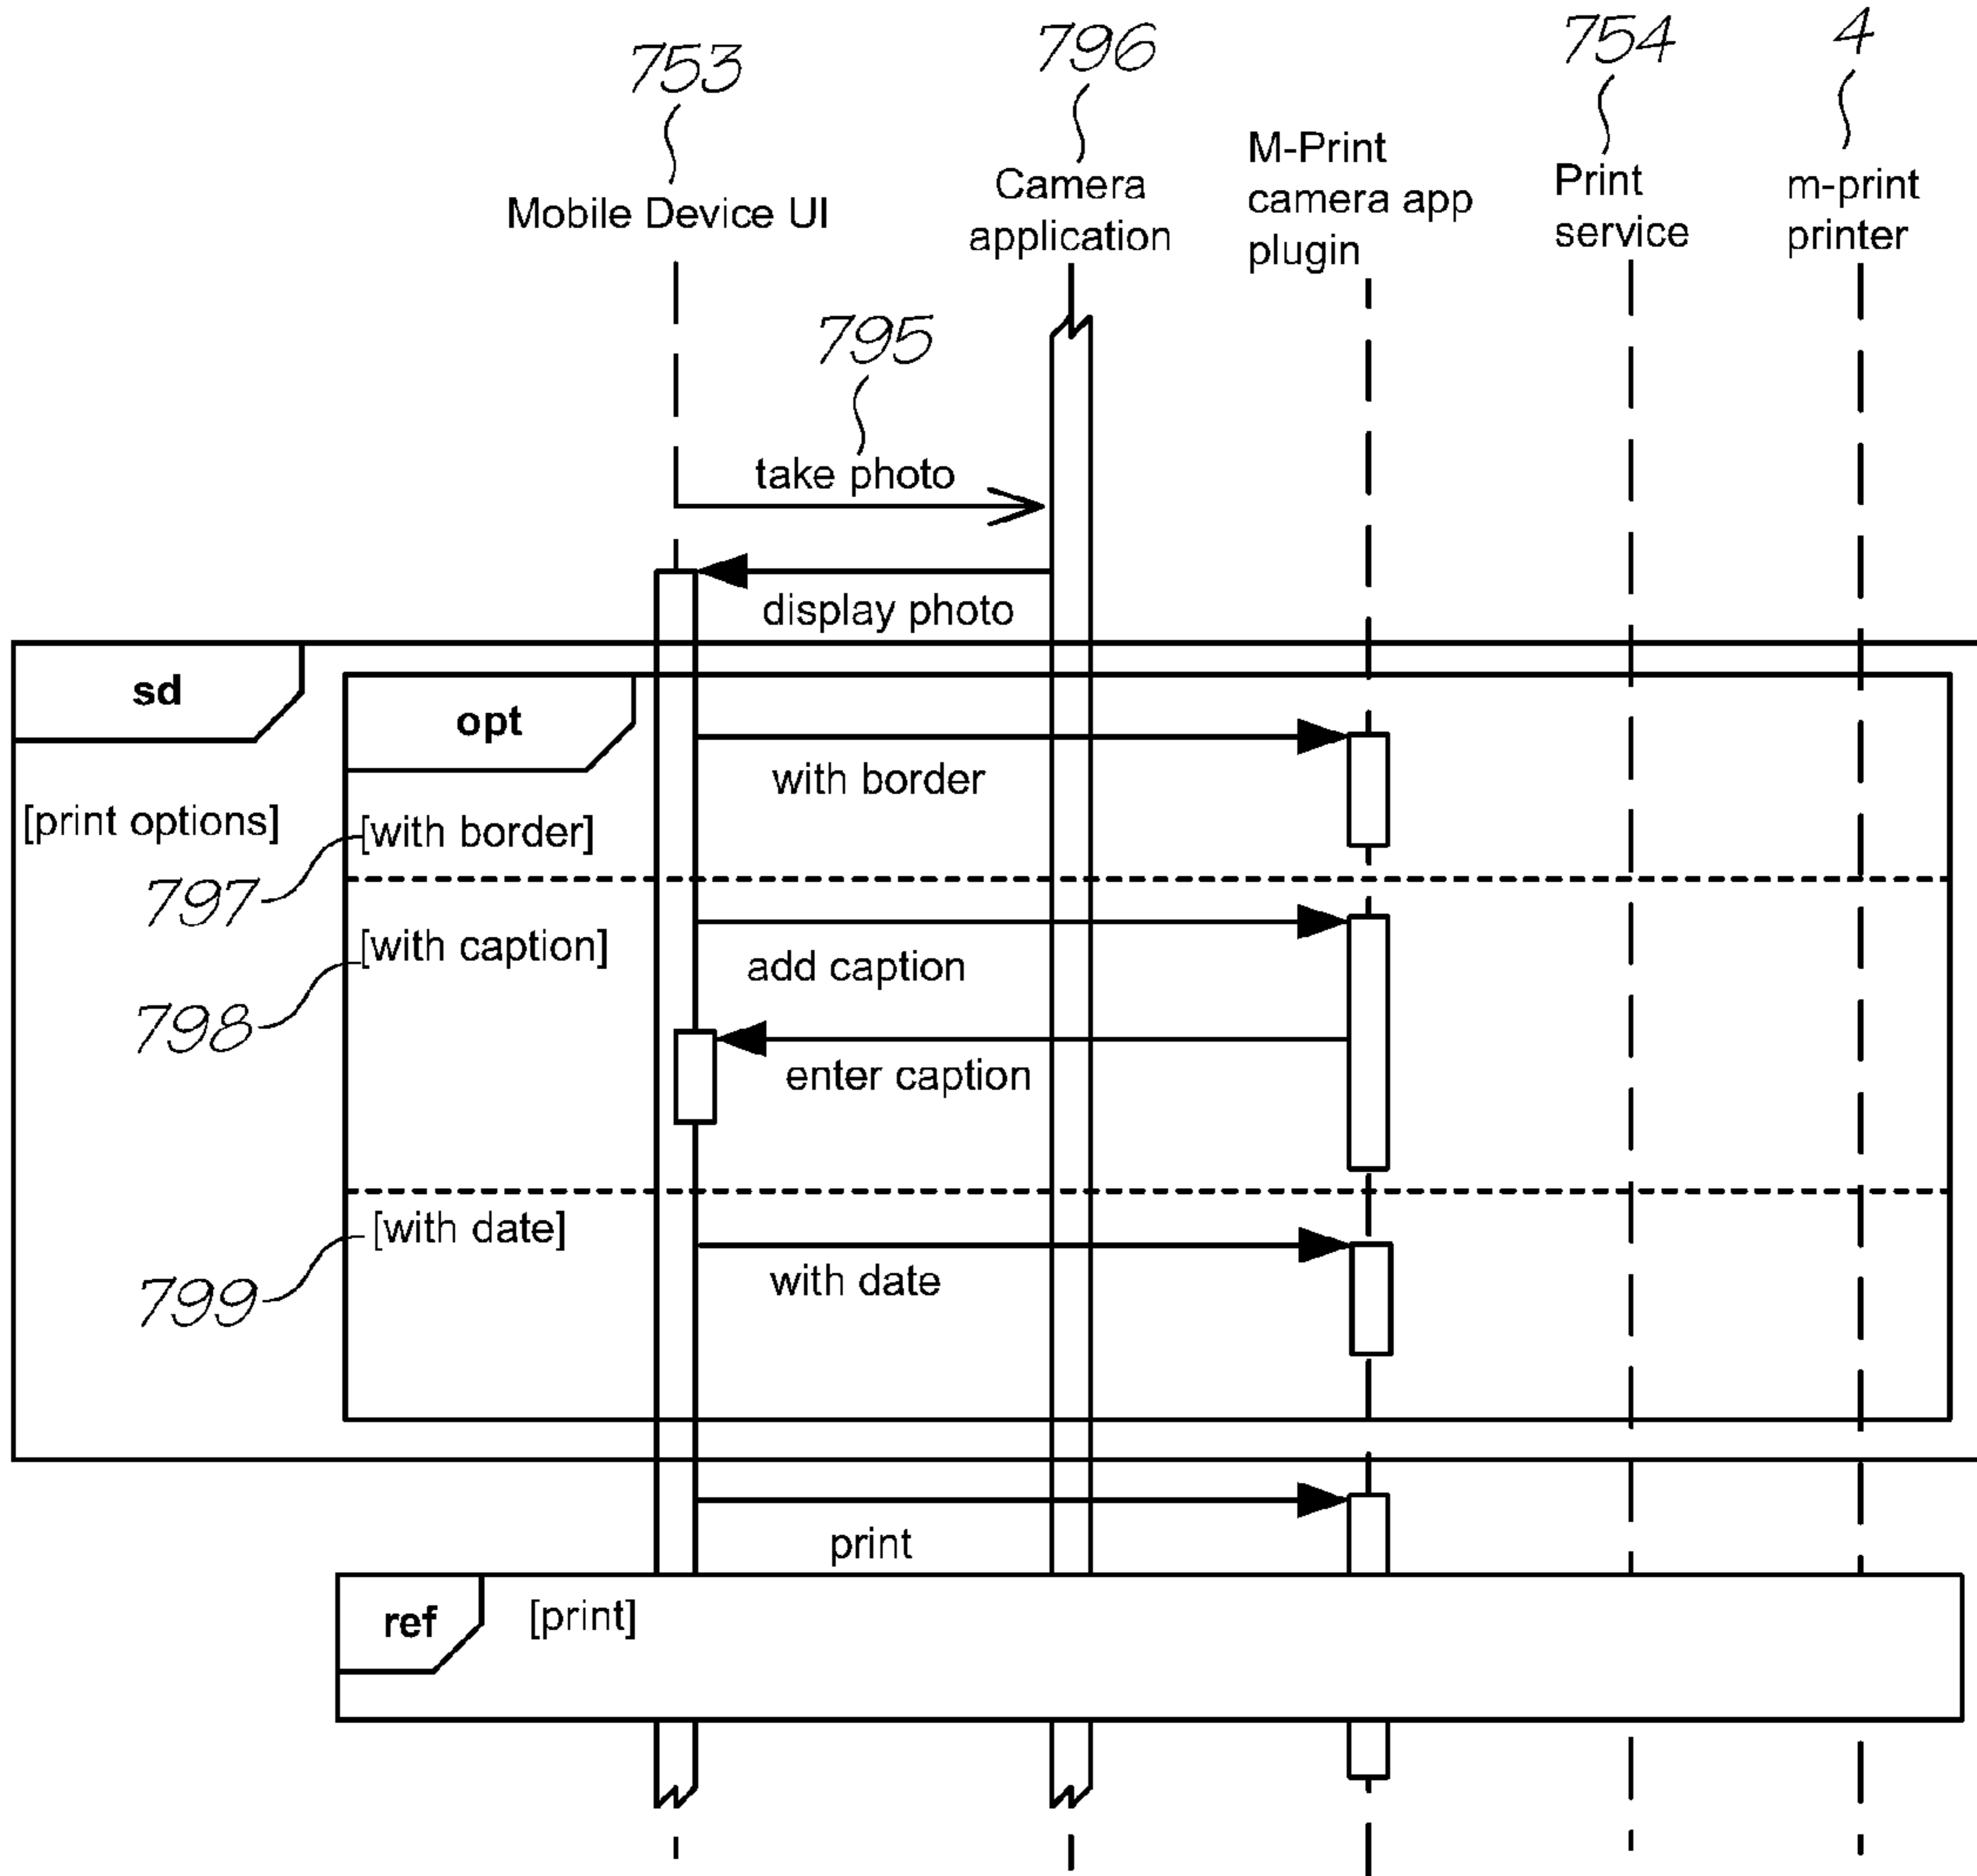 753
796
754
4
Mobile Device UI
Camera
application
M-Print
camera app
plugin
Print
service
m-print
printer
795
take photo
display photo
sd
opt
with border
[print options]
[with border]
797
[with caption]
add caption
798
enter caption
[with date]
with date
799
print
ref
[print]